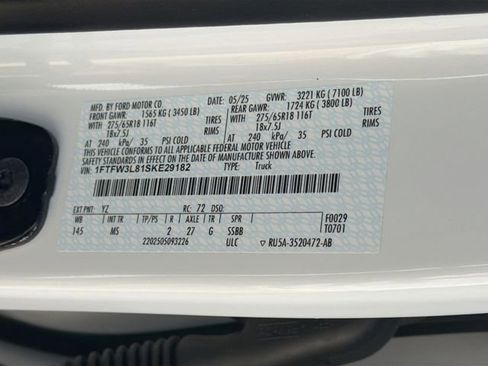 MFD. BY FORD MOTOR CO. DATE: 05/25 GVWR: 3221 KG ( 7100 LB)
FRONT GAWR: 1565 KG ( 3450 LB) REAR GAWR: 1724 KG ( 3800 LB)
WITH 275/65R18 116T TIRES WITH 275/65R18 116T TIRES
18x7.5J RIMS 18x7.5J RIMS
AT 240 kPa/ 35 PSI COLD AT 240 kPa/ 35 PSI COLD
THIS VEHICLE CONFORMS TO ALL APPLICABLE FEDERAL MOTOR VEHICLE
SAFETY STANDARDS IN EFFECT ON THE DATE OF MANUFACTURE SHOWN ABOVE.
VIN: 1FTFW3L81SKE29182 TYPE: Truck
EXT PNT: YZ RC: 72 DSO: F0029
WB INT TR TP/PS R AX TR SPR T0701
145 MS 2 27 G SSBB
2202505093226 ULC RU5A-3520472-AB